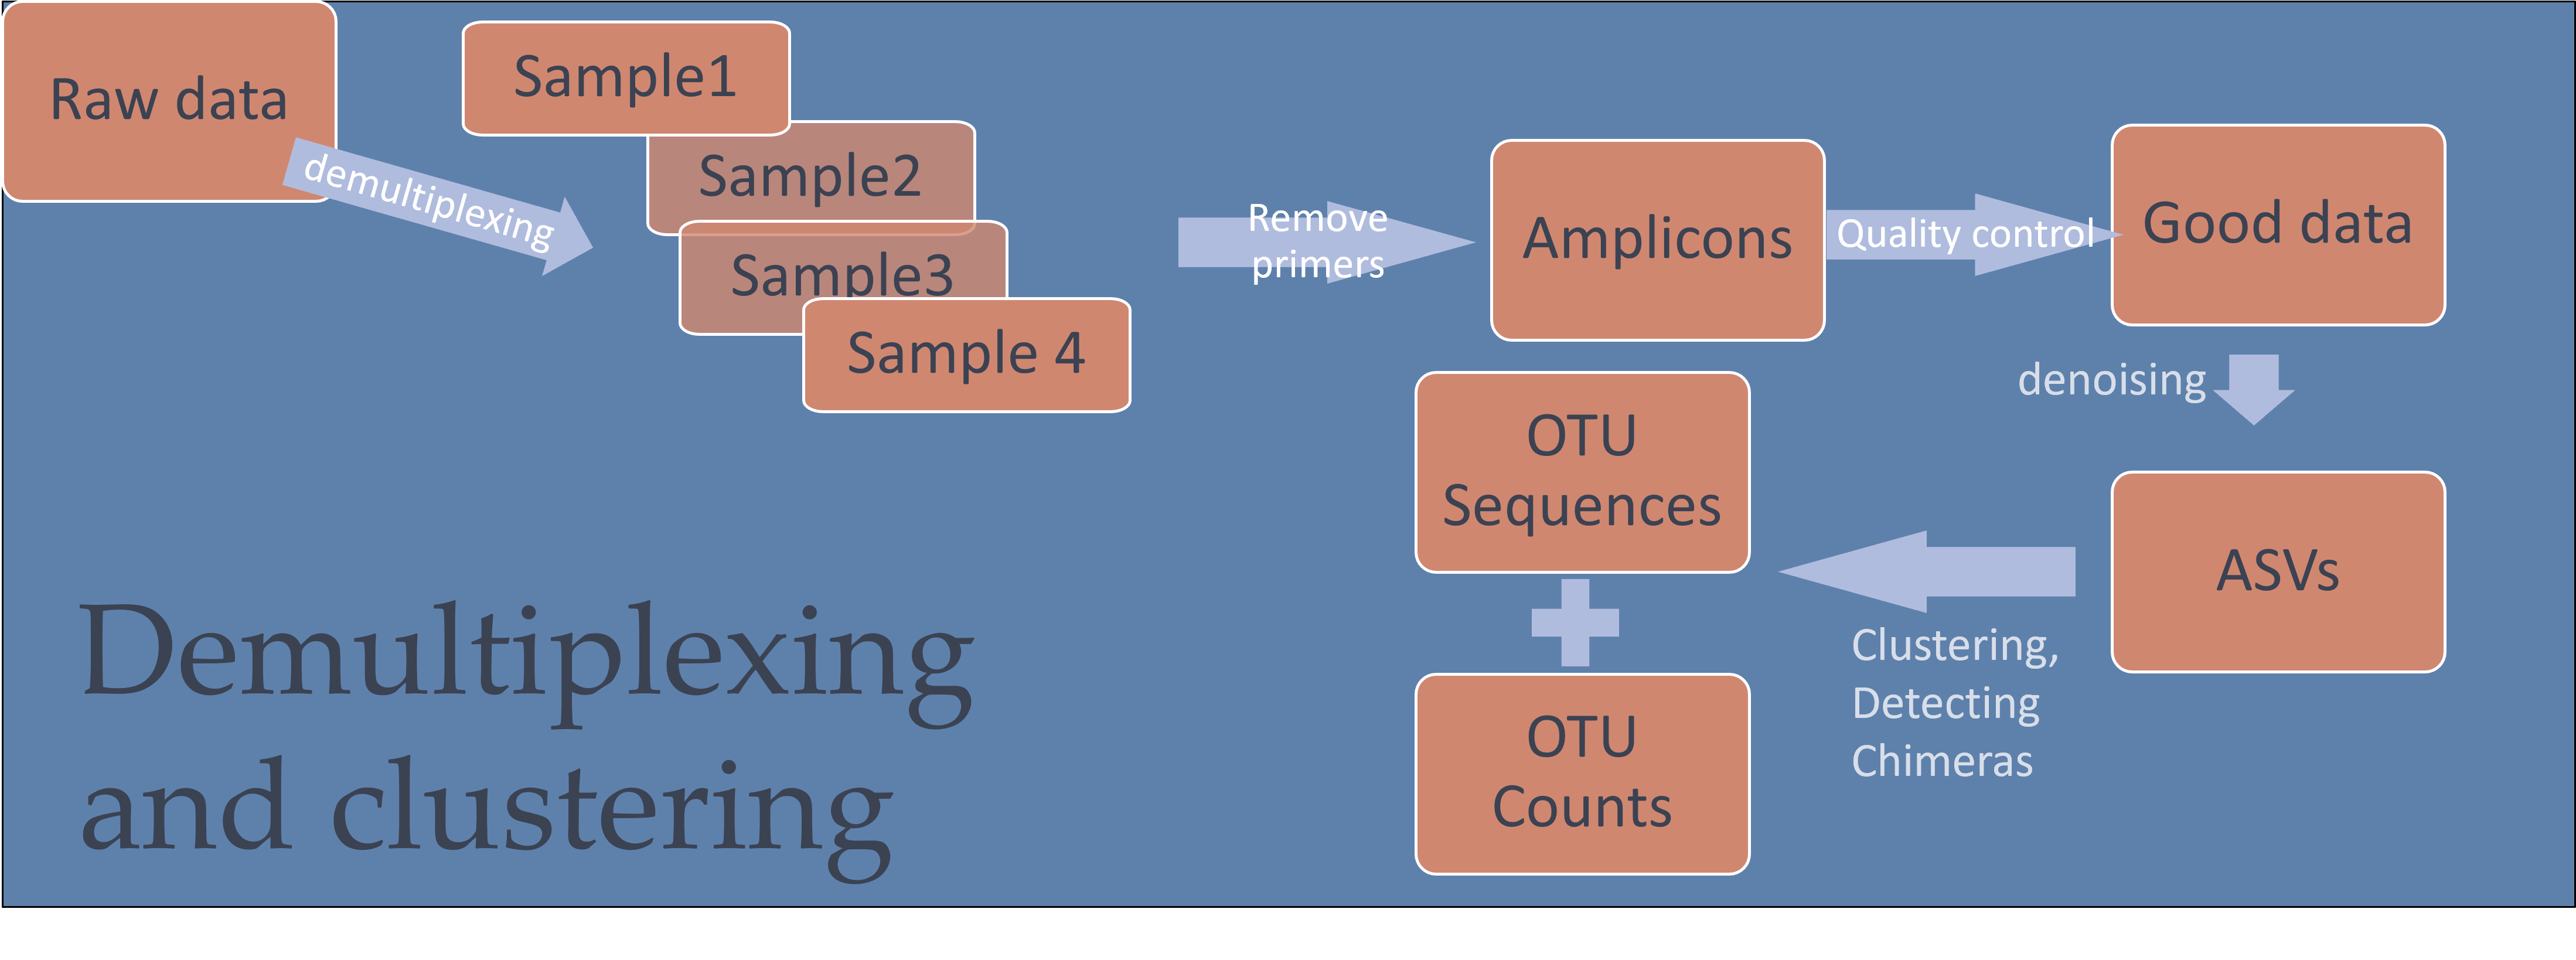 Raw data
demultiplexing
Sample1
Sample2
Sample3
Sample 4
Remove
primers
Amplicons
Quality control
Good data
denoising
ASVs
Clustering,
Detecting
Chimeras
OTU
Sequences
OTU
Counts
Demultiplexing
and clustering